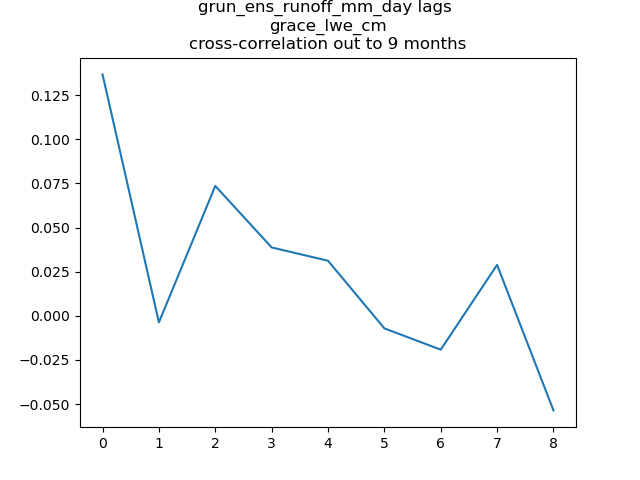 grun_ens_runoff_mm_day lags
grace_lwe_cm
cross-correlation out to 9 months
0.125
0.100
0.075
0.050
0.025
0.000
−0.025
−0.050
0 1 2 3 4 5 6 7 8